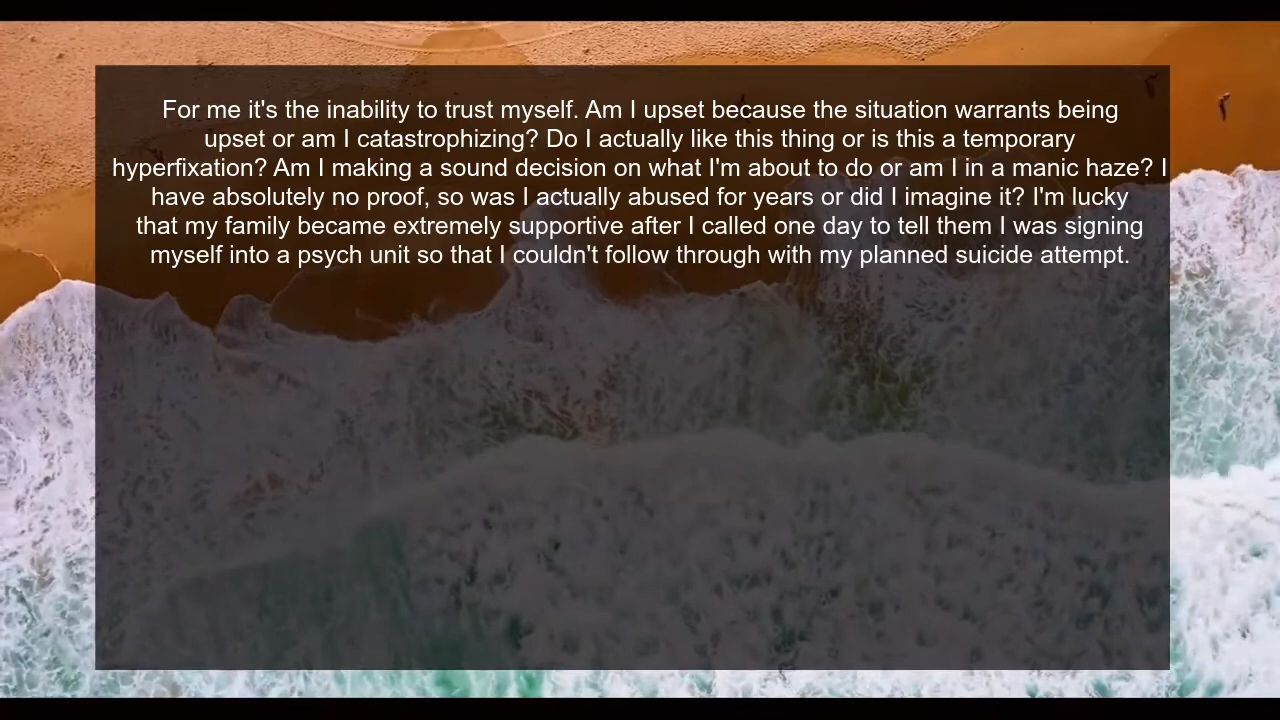 For me it's the inability to trust myself. Am I upset because the situation warrants being
upset or am I catastrophizing? Do I actually like this thing or is this a temporary
hyperfixation? Am I making a sound decision on what I'm about to do or am I in a manic haze? I
have absolutely no proof, so was I actually abused for years or did I imagine it? I'm lucky
that my family became extremely supportive after I called one day to tell them I was signing
myself into a psych unit so that I couldn't follow through with my planned suicide attempt.